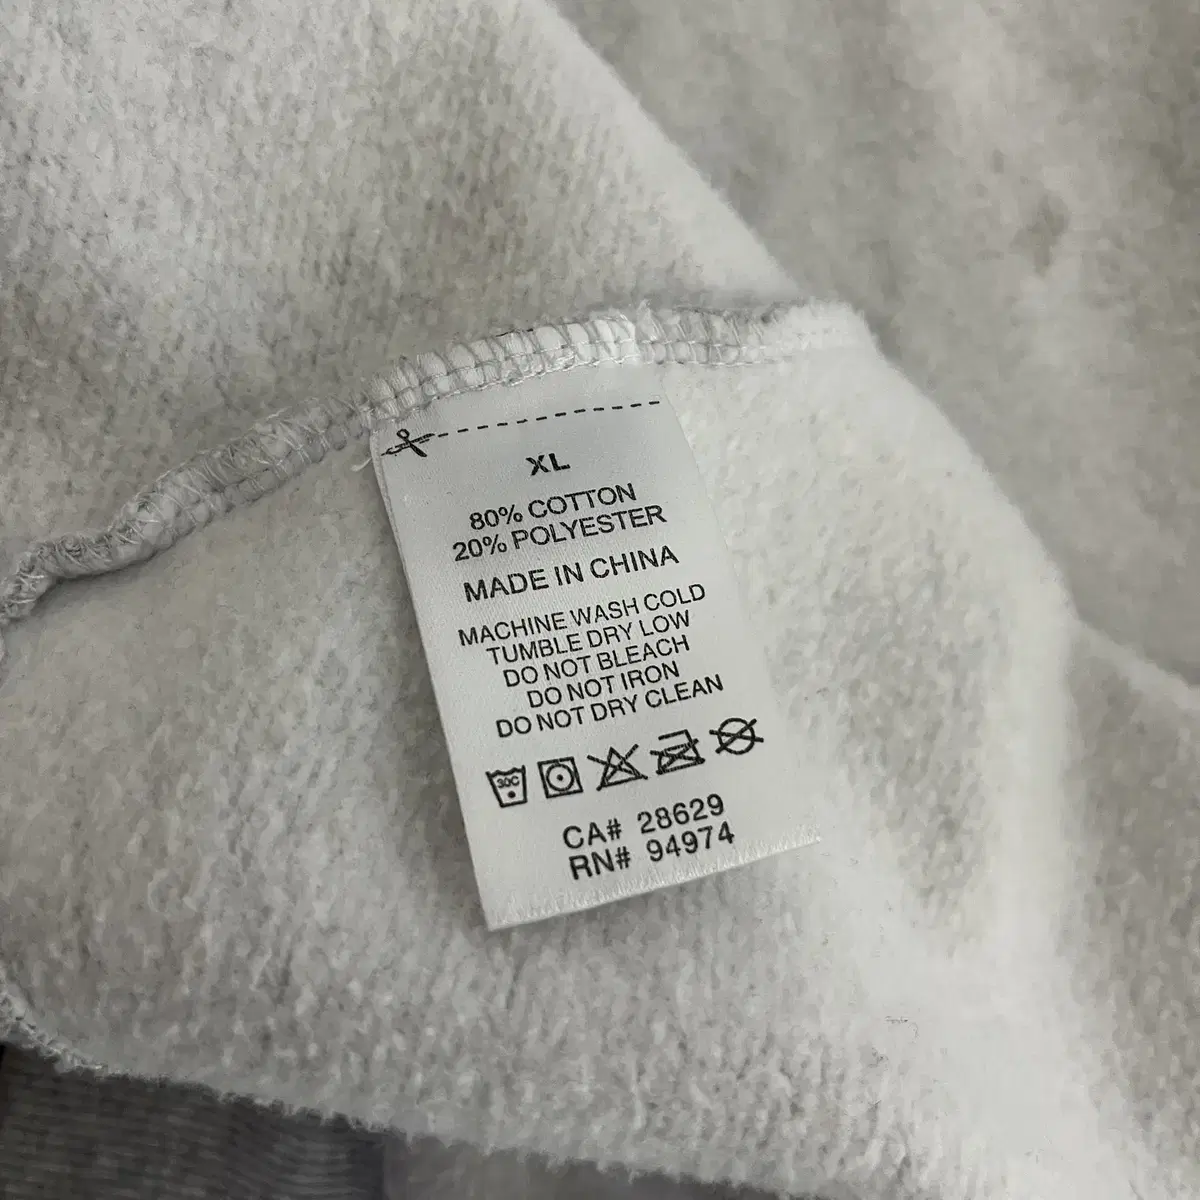 XL
80% COTTON
20% POLYESTER
MADE IN CHINA
MACHINE WASH COLD
TUMBLE DRY LOW
DO NOT BLEACH
DO NOT IRON
DO NOT DRY CLEAN
30C
CA# 28629
RN# 94974